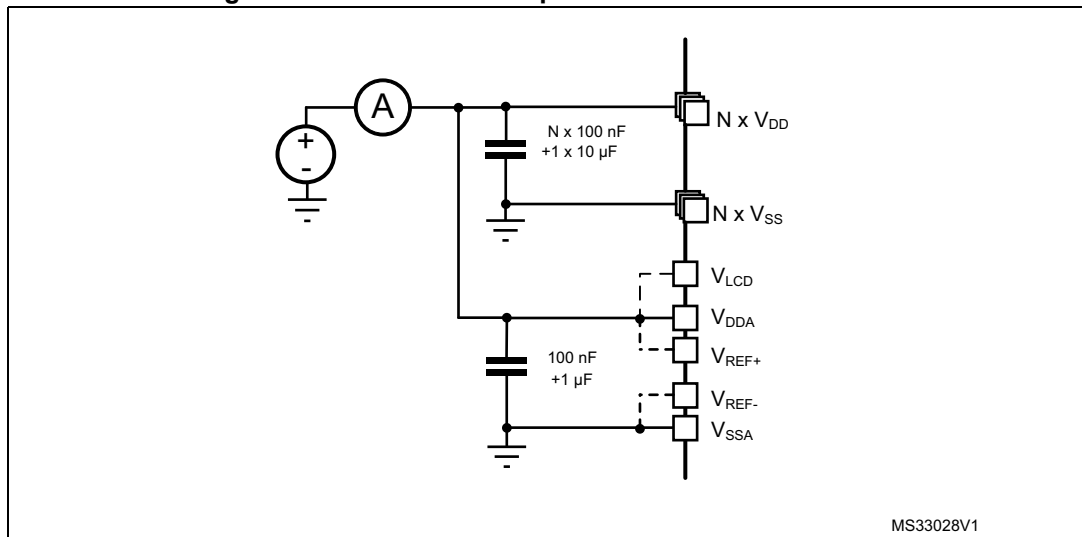 A
+
-
N x 100 nF
+1 x 10 µF
N x VDD
N x VSS
VLCD
VDDA
100 nF
+1 µF
VREF+
VREF-
VSSA
MS33028V1